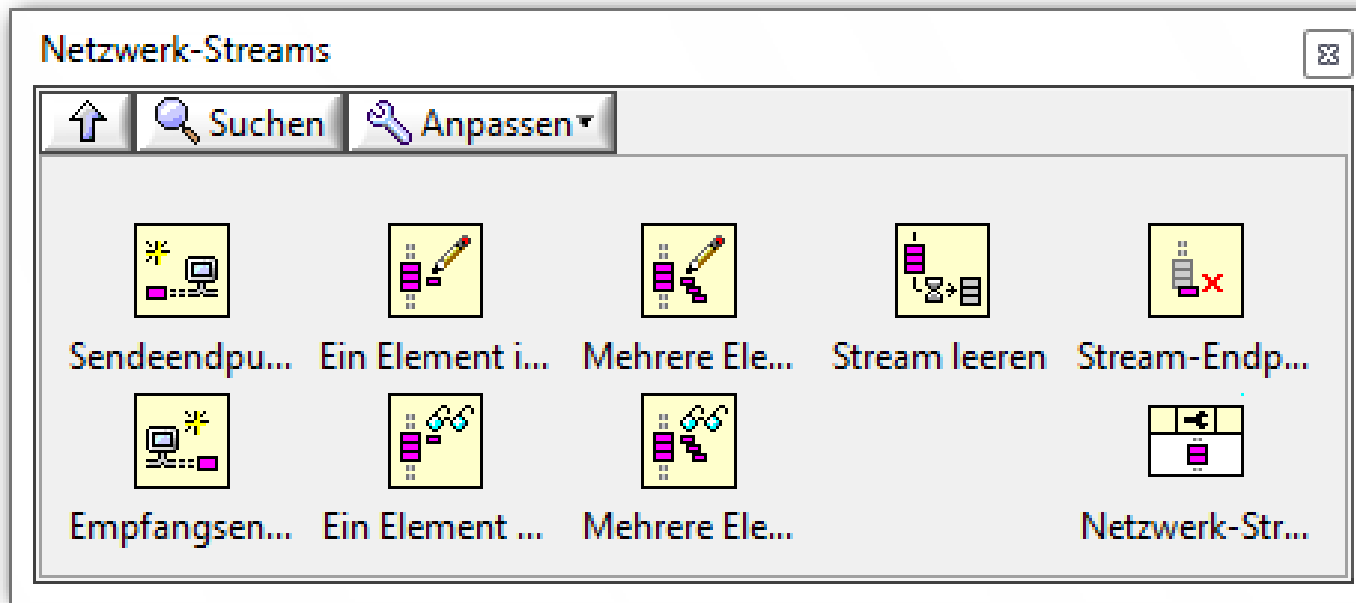 Netzwerk-Streams
Suchen Anpassen
Sendeendpu... Ein Element i... Mehrere Ele... Stream leeren Stream-Endp...
Empfangsen... Ein Element ... Mehrere Ele... Netzwerk-Str...